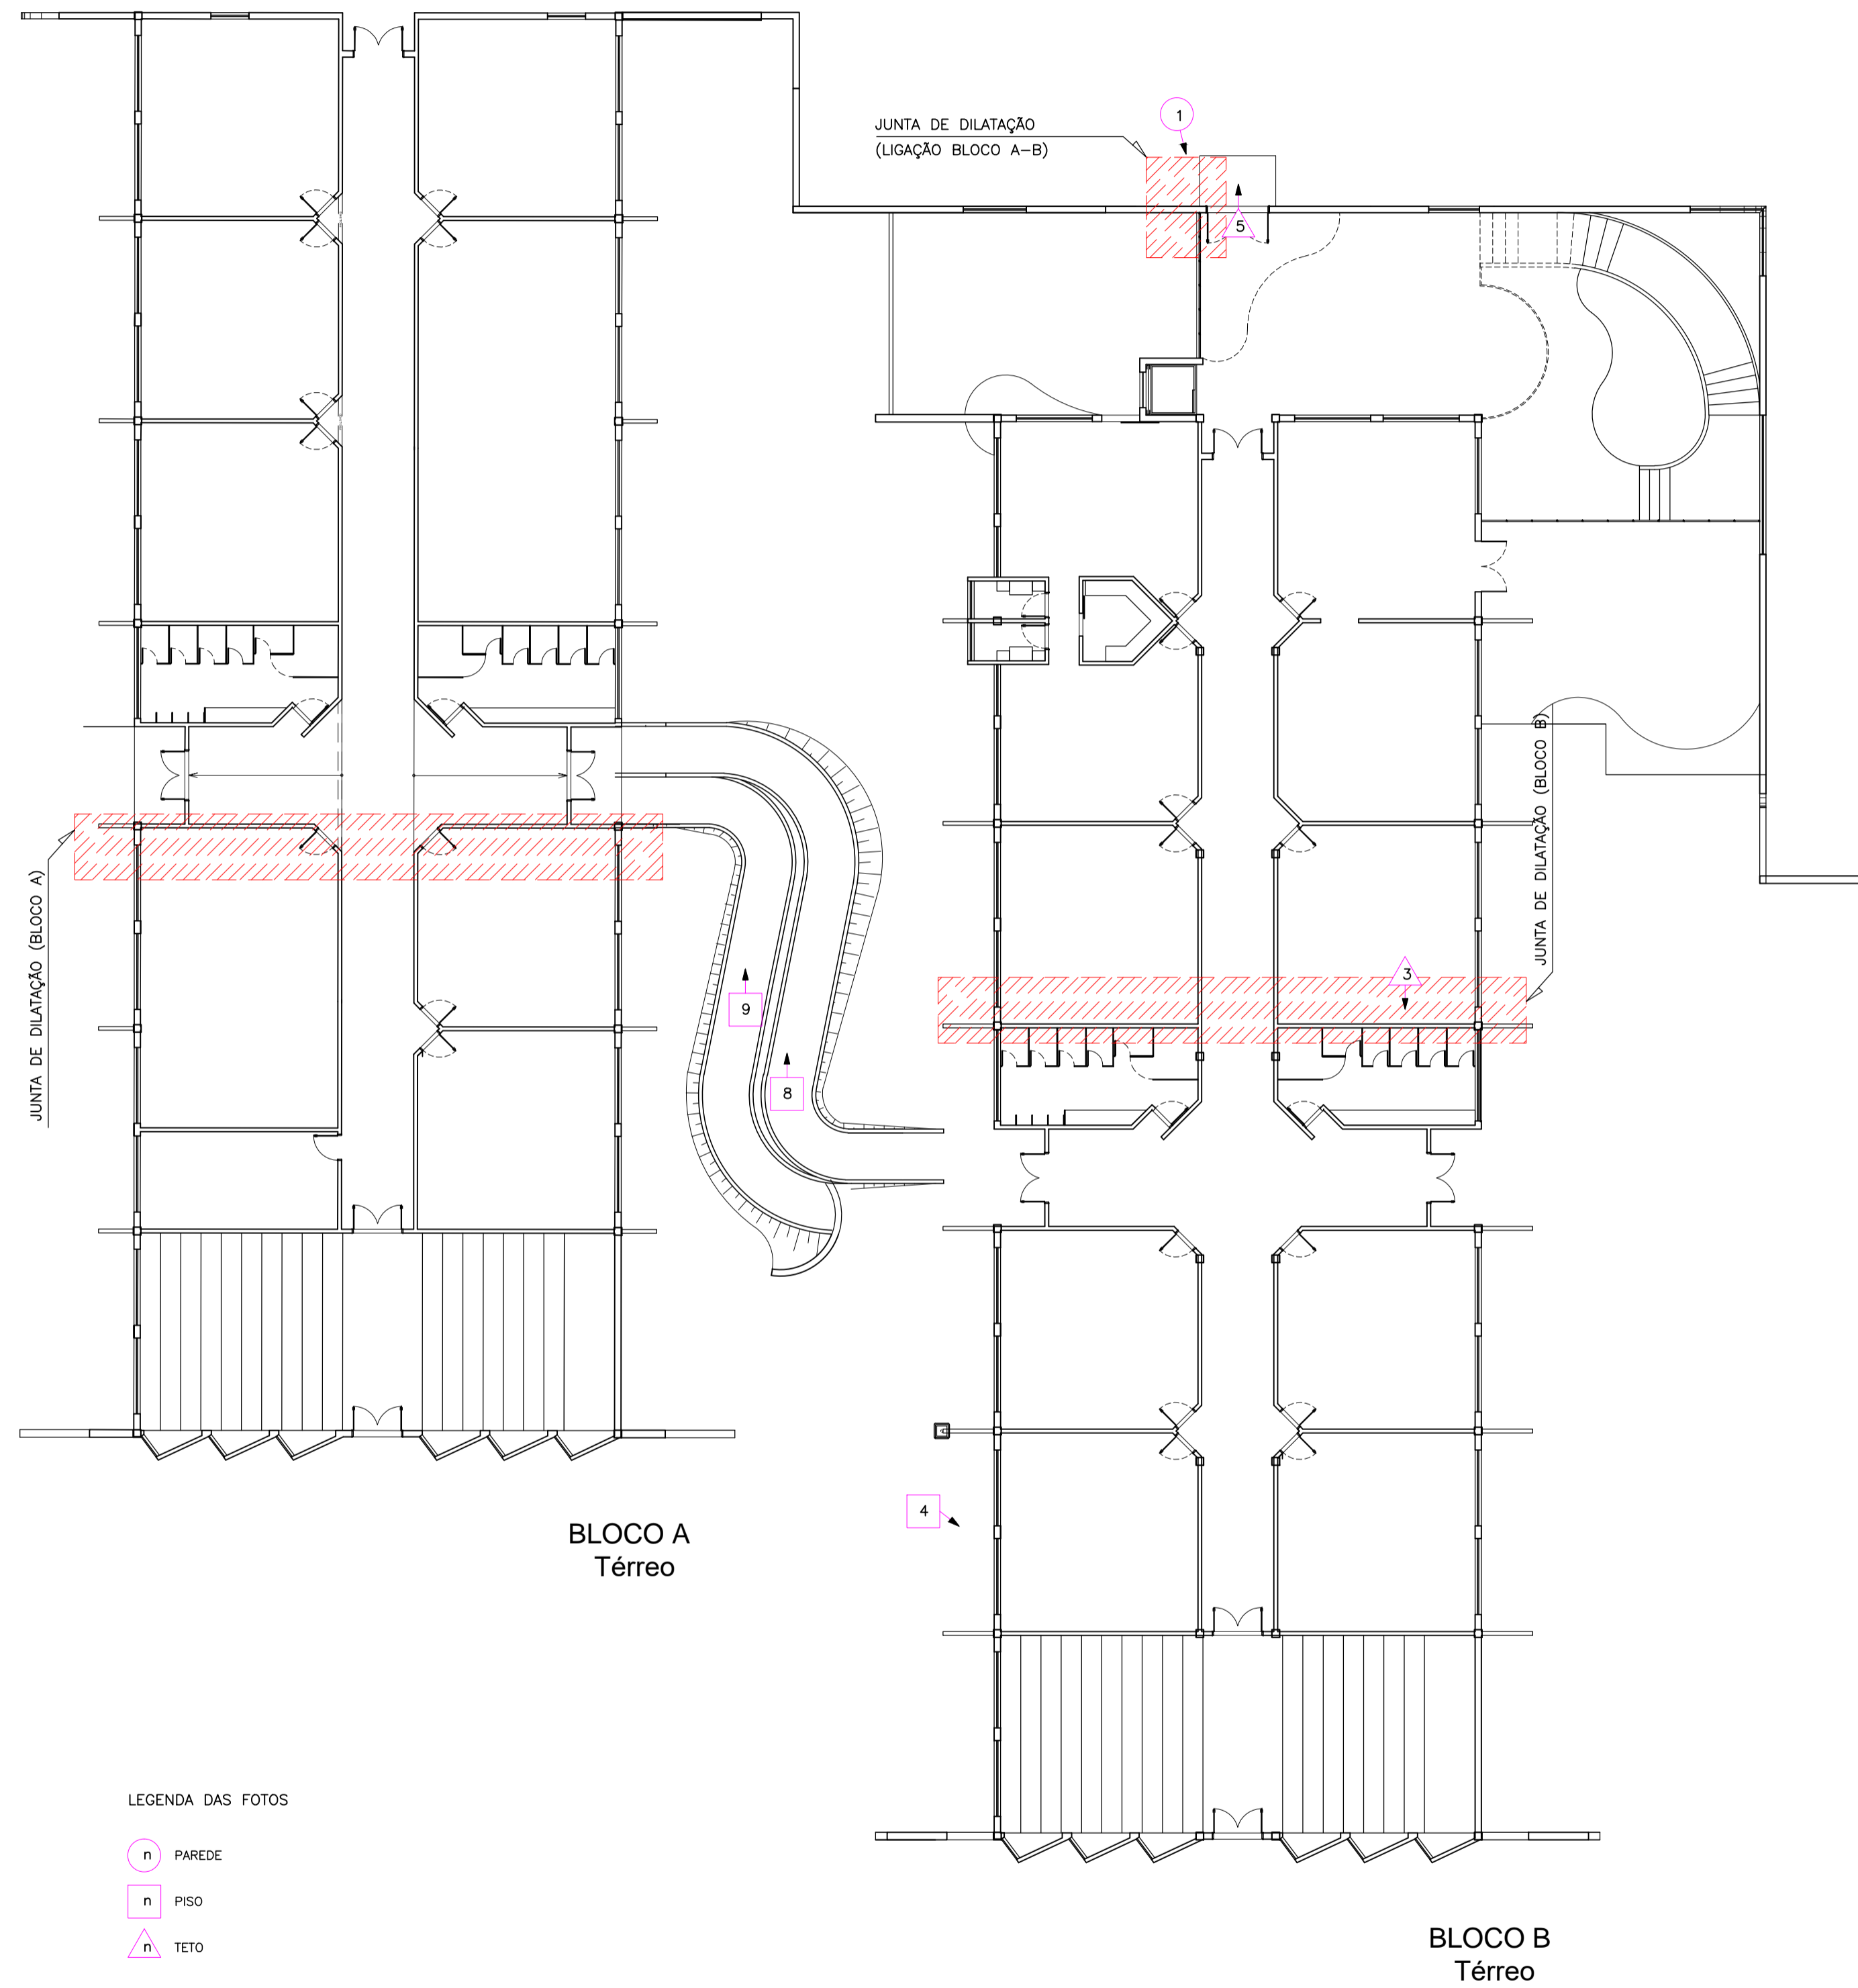 JUNTA DE DILATAÇÃO
(LIGAÇÃO BLOCO A-B)
1
5
JUNTA DE DILATAÇÃO (BLOCO A)
JUNTA DE DILATAÇÃO (BLOCO B)
3
9
8
4
BLOCO A
Térreo
LEGENDA DAS FOTOS
n PAREDE
n PISO
n TETO
BLOCO B
Térreo